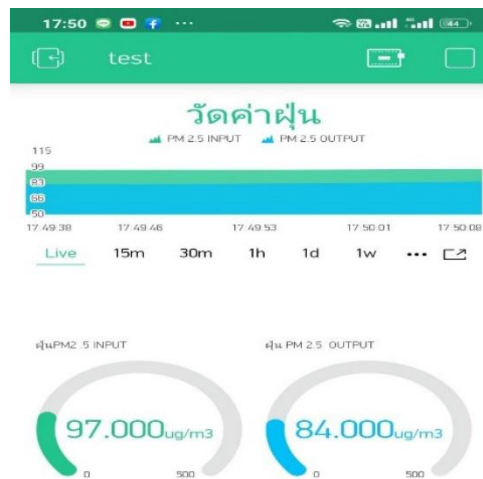 17:50 ... 44
test
วัดค่าฝุ่น
PM 2.5 INPUT PM 2.5 OUTPUT
115
99
83
66
50
17:49:38 17:49:46 17:49:53 17:50:01 17:50:08
Live 15m 30m 1h 1d 1w ...
ฝุ่นPM2 .5 INPUT ฝุ่น PM 2.5 OUTPUT
97.000ug/m3 84.000ug/m3
0 500 0 500